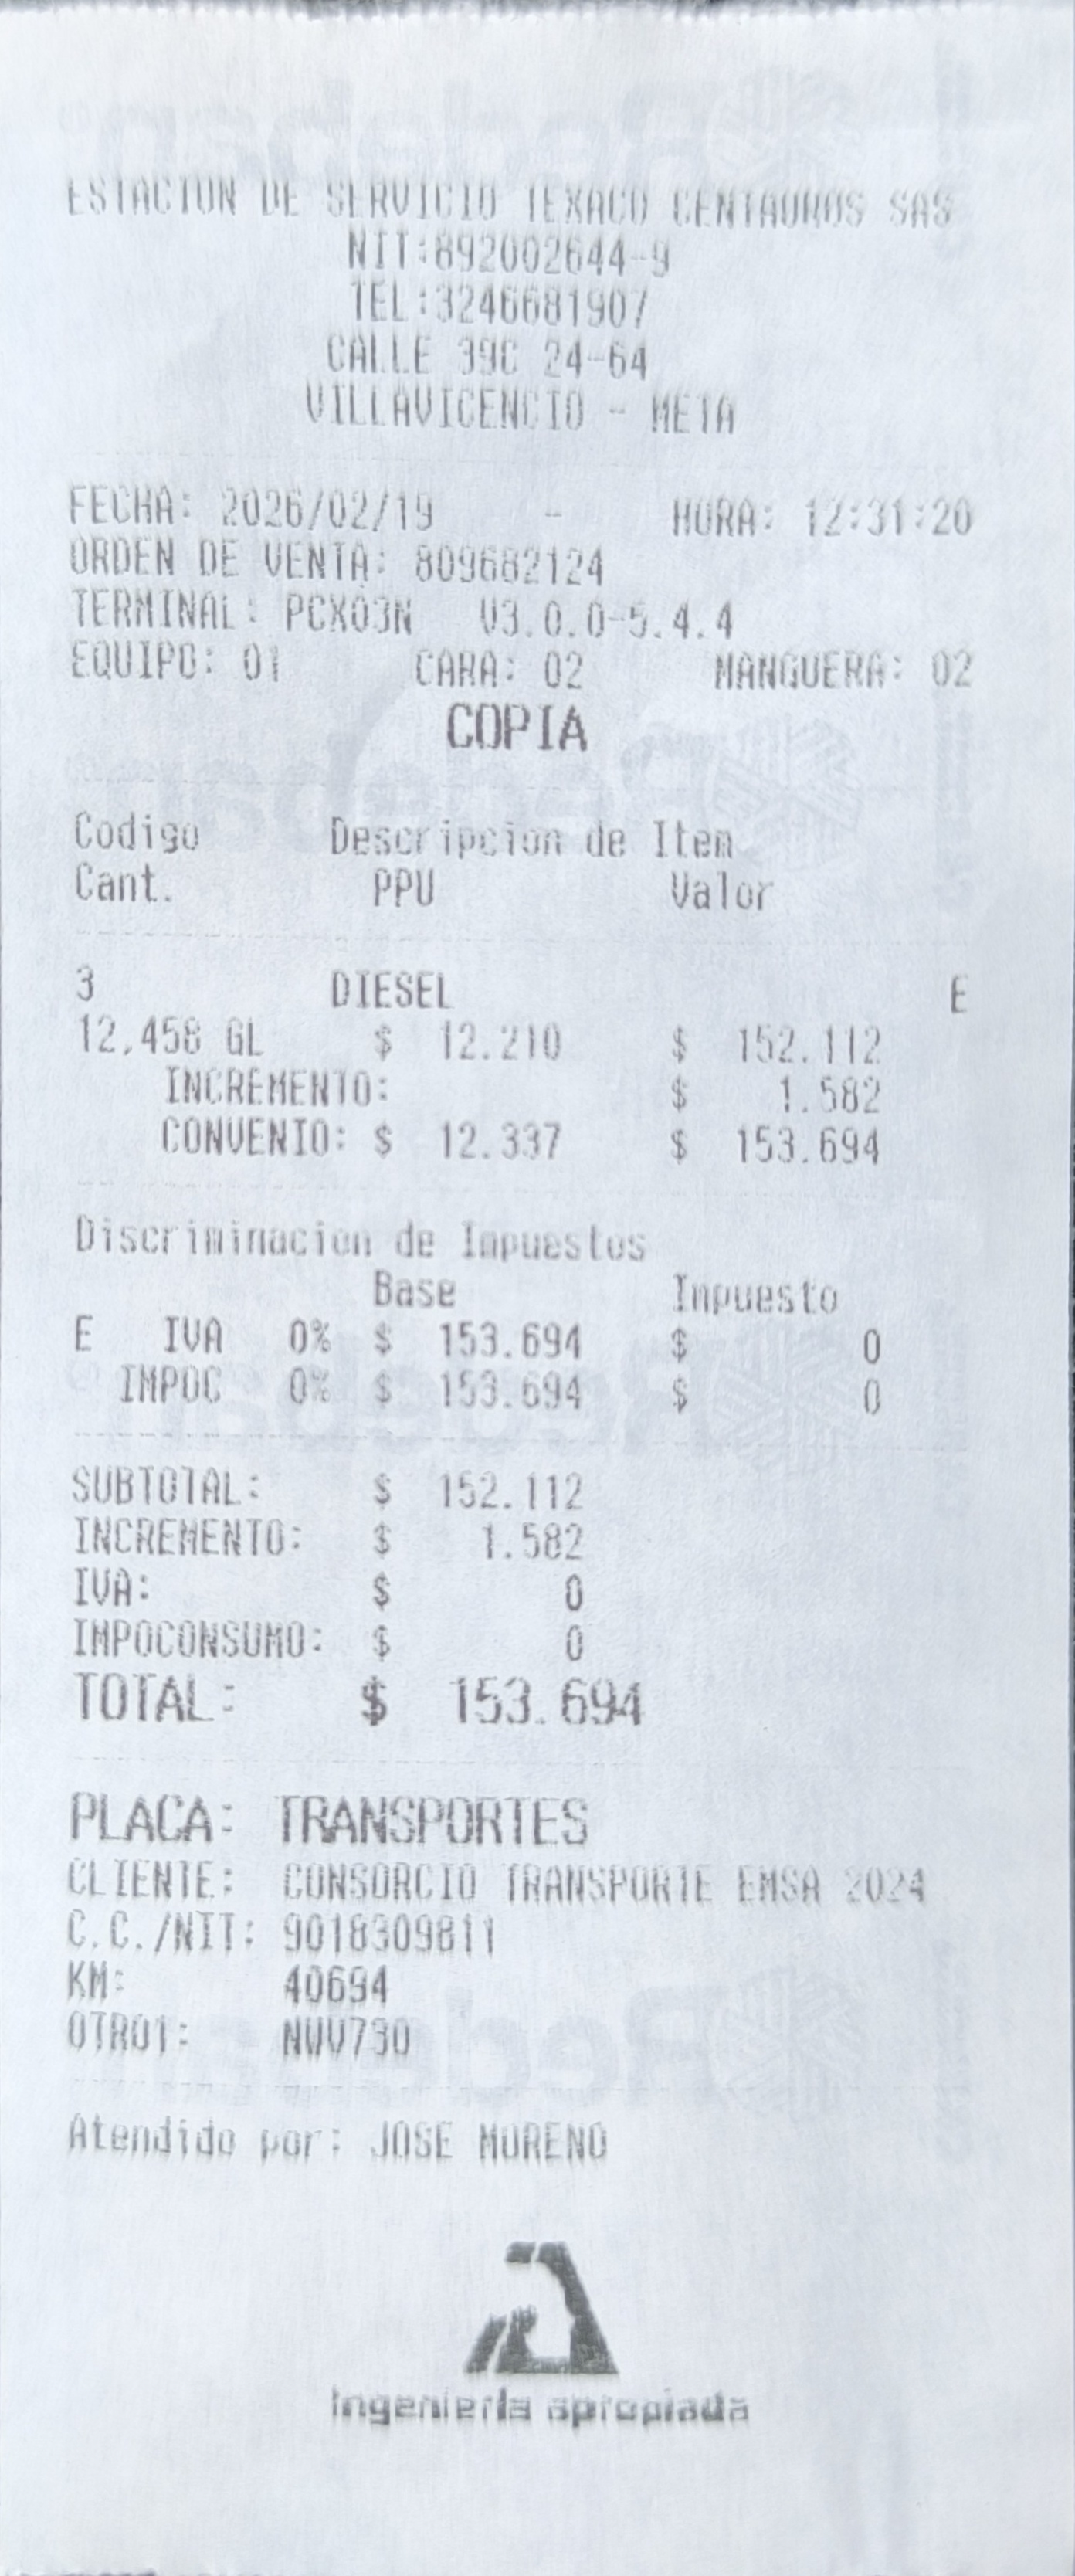 ESTACION DE SERVICIO TEXACO CENTAUROS SAS
NIT:892002644-9
TEL:3246681907
CALLE 39C 24-64
VILLAVICENCIO - META
FECHA: 2026/02/19 - HORA: 12:31:20
ORDEN DE VENTA: 809682124
TERMINAL: PCX03N V3.0.0-5.4.4
EQUIPO: 01 CARA: 02 MANGUERA: 02
COPIA
Codigo Descripcion de Item
Cant. PPU Valor
3 DIESEL E
12,458 GL $ 12.210 $ 152.112
INCREMENTO: $ 1.582
CONVENIO: $ 12.337 $ 153.694
Discriminacion de Impuestos
Base Impuesto
E IVA 0% $ 153.694 $ 0
IMPOC 0% $ 153.694 $ 0
SUBTOTAL: $ 152.112
INCREMENTO: $ 1.582
IVA: $ 0
IMPOCONSUMO: $ 0
TOTAL: $ 153.694
PLACA: TRANSPORTES
CLIENTE: CONSORCIO TRANSPORTE EMSA 2024
C.C./NIT: 9018309811
KM: 40694
OTRO1: NWV730
Atendido por: JOSE MORENO
Ingeniería apropiada